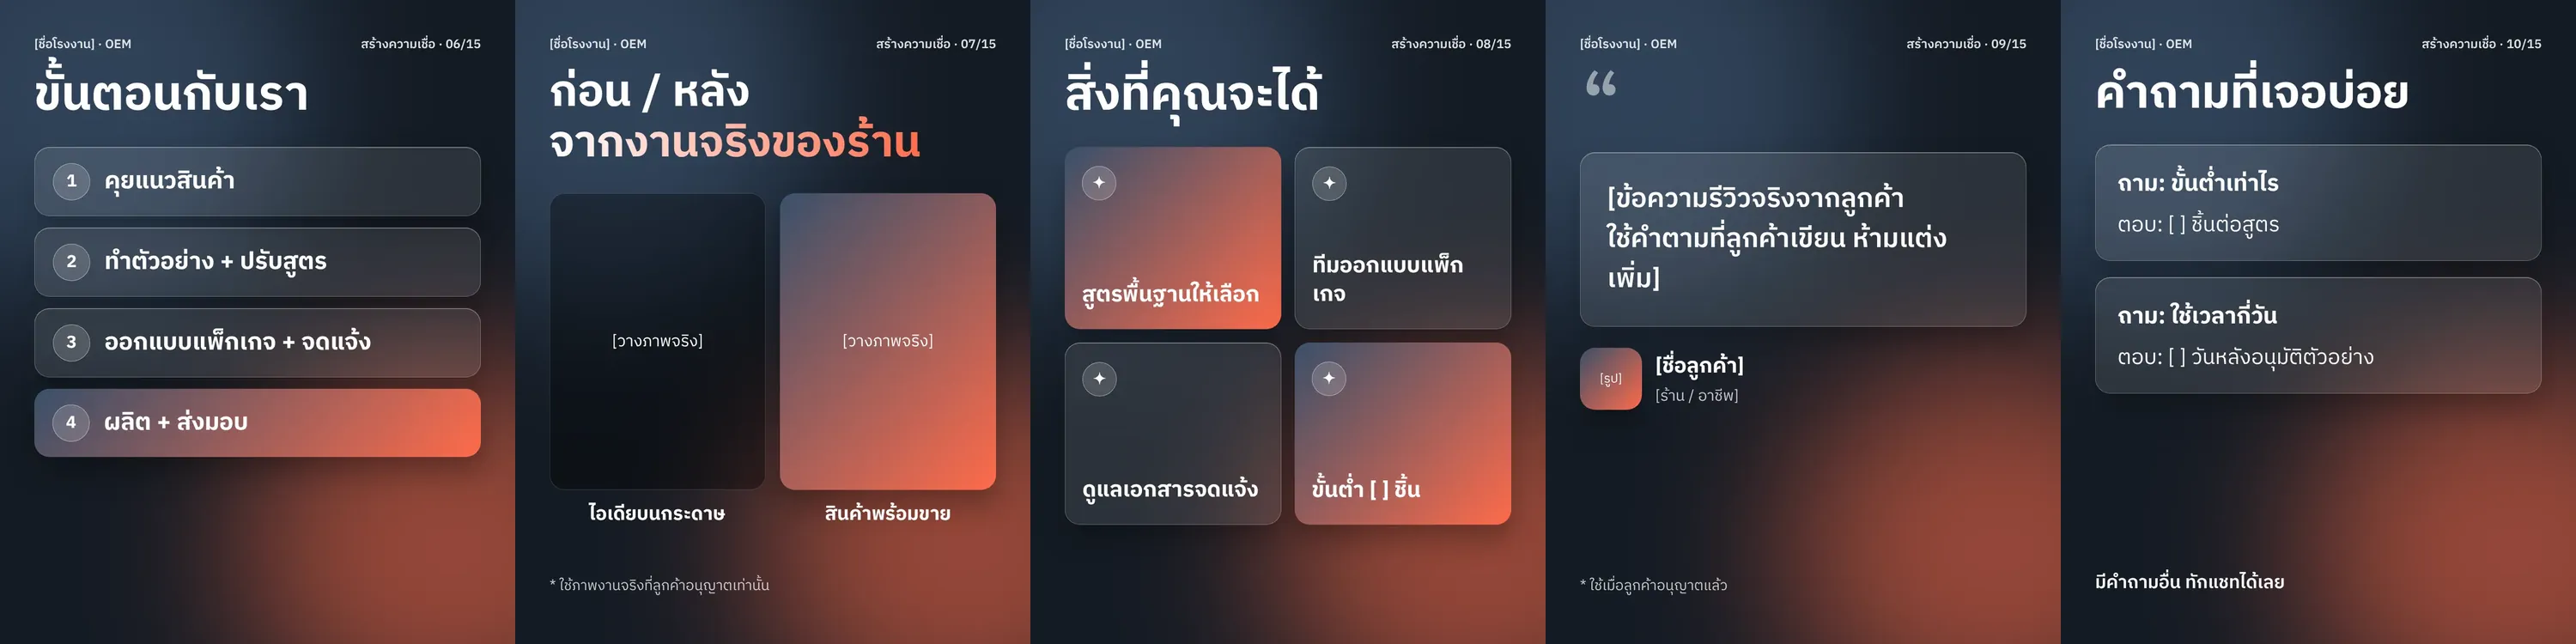 [ชื่อโรงงาน] · OEM
สร้างความเชื่อ · 06/15
ขั้นตอนกับเรา
1 คุยแนวสินค้า
2 ทำตัวอย่าง + ปรับสูตร
3 ออกแบบแพ็กเกจ + จดแจ้ง
4 ผลิต + ส่งมอบ
[ชื่อโรงงาน] · OEM
สร้างความเชื่อ · 07/15
ก่อน / หลัง
จากงานจริงของร้าน
[วางภาพจริง]
[วางภาพจริง]
ไอเดียบนกระดาษ
สินค้าพร้อมขาย
* ใช้ภาพงานจริงที่ลูกค้าอนุญาตเท่านั้น
[ชื่อโรงงาน] · OEM
สร้างความเชื่อ · 08/15
สิ่งที่คุณจะได้
สูตรพื้นฐานให้เลือก
ทีมออกแบบแพ็ก
เกจ
ดูแลเอกสารจดแจ้ง
ขั้นต่ำ [ ] ชิ้น
[ชื่อโรงงาน] · OEM
สร้างความเชื่อ · 09/15
“
[ข้อความรีวิวจริงจากลูกค้า
ใช้คำตามที่ลูกค้าเขียน ห้ามแต่ง
เพิ่ม]
[รูป]
[ชื่อลูกค้า]
[ร้าน / อาชีพ]
* ใช้เมื่อลูกค้าอนุญาตแล้ว
[ชื่อโรงงาน] · OEM
สร้างความเชื่อ · 10/15
คำถามที่เจอบ่อย
ถาม: ขั้นต่ำเท่าไร
ตอบ: [ ] ชิ้นต่อสูตร
ถาม: ใช้เวลากี่วัน
ตอบ: [ ] วันหลังอนุมัติตัวอย่าง
มีคำถามอื่น ทักแชทได้เลย